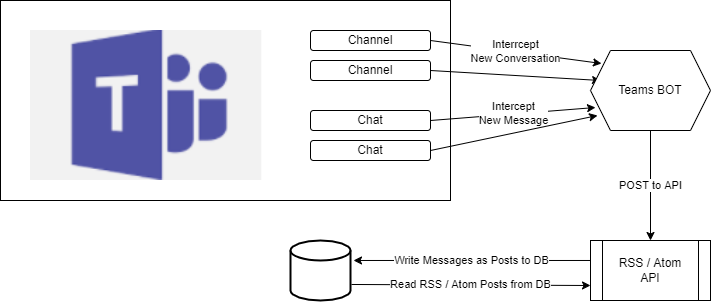 Channel
Interrcept
New Conversation
Channel
Teams BOT
Chat
Intercept
New Message
Chat
T
POST to API
Write Messages as Posts to DB
RSS / Atom
API
Read RSS / Atom Posts from DB